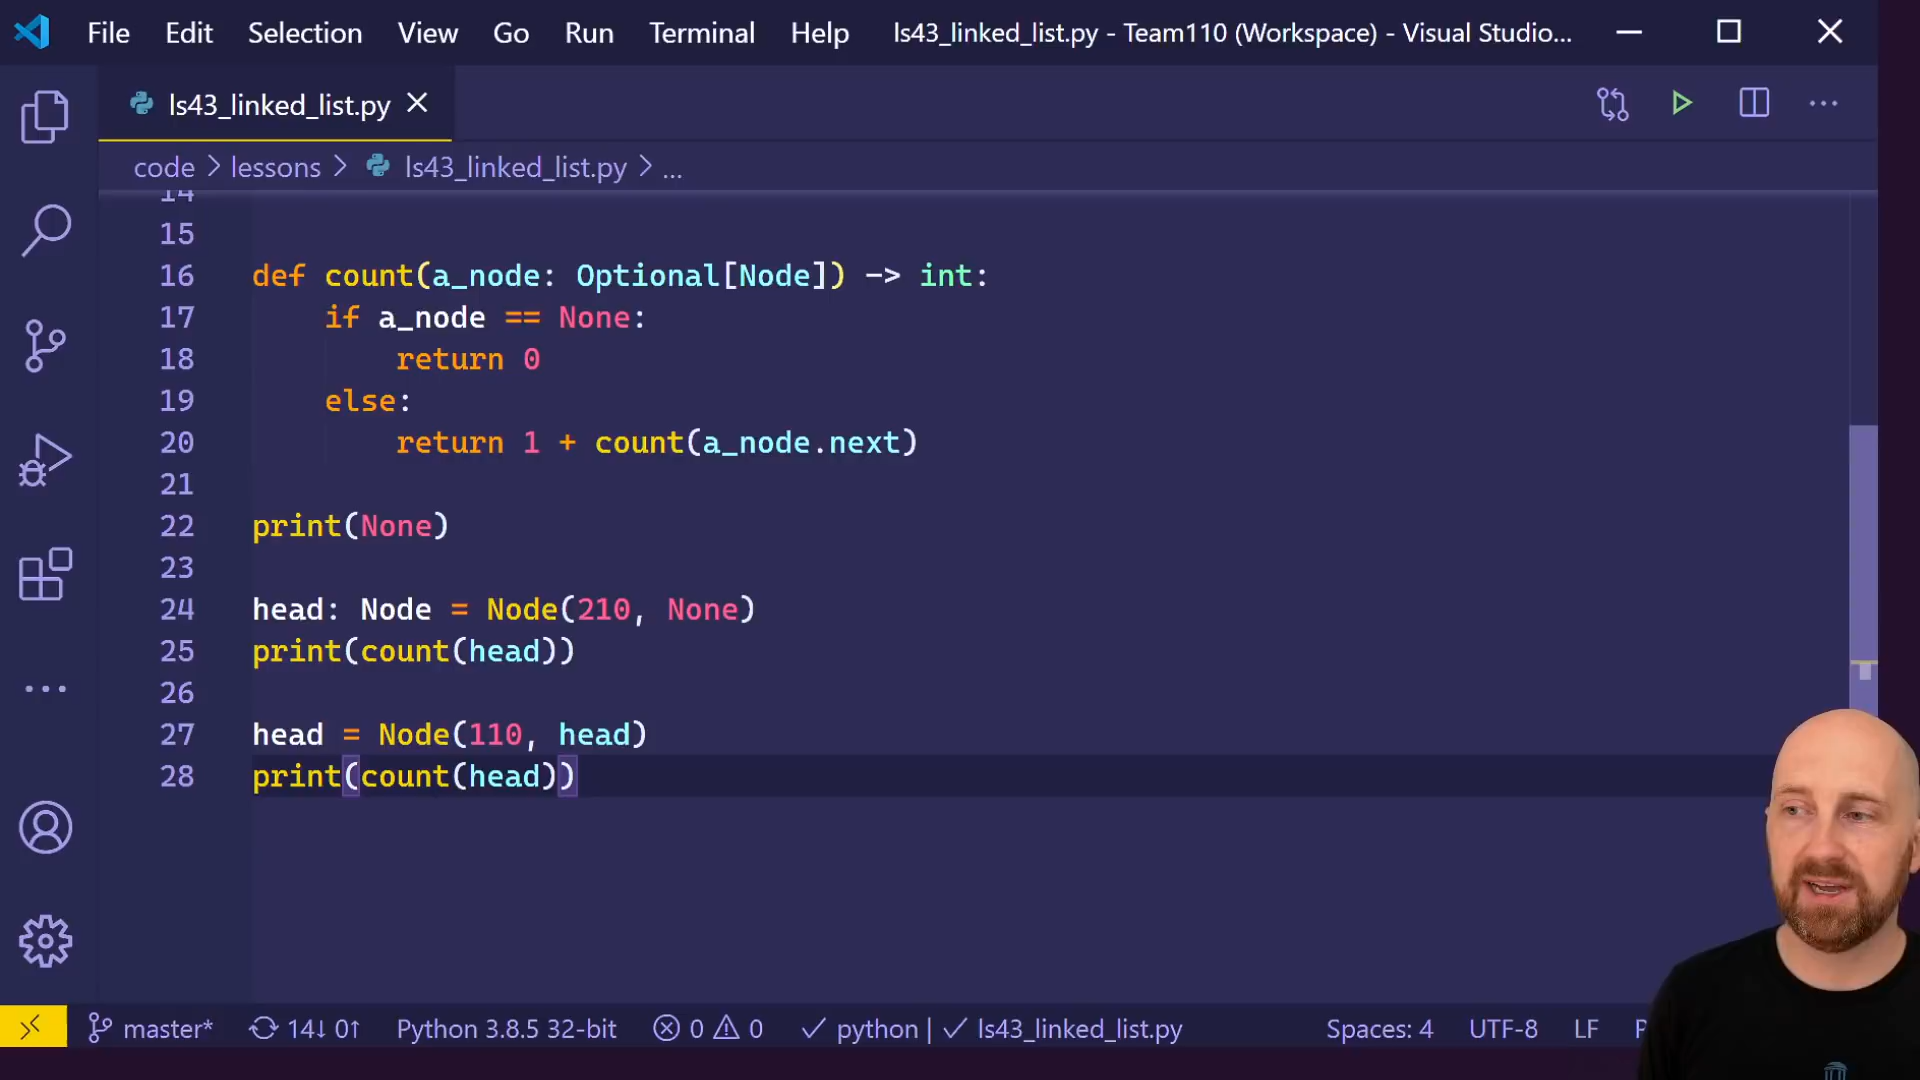 File Edit Selection View Go Run Terminal Help ls43_linked_list.py - Team110 (Workspace) - Visual Studio...
ls43_linked_list.py
code > lessons > ls43_linked_list.py > ...
14
15
16 def count(a_node: Optional[Node]) -> int:
17     if a_node == None:
18         return 0
19     else:
20         return 1 + count(a_node.next)
21
22 print(None)
23
24 head: Node = Node(210, None)
25 print(count(head))
26
27 head = Node(110, head)
28 print(count(head))
master* 14↓ 0↑ Python 3.8.5 32-bit 0 0 python | ls43_linked_list.py Spaces: 4 UTF-8 LF